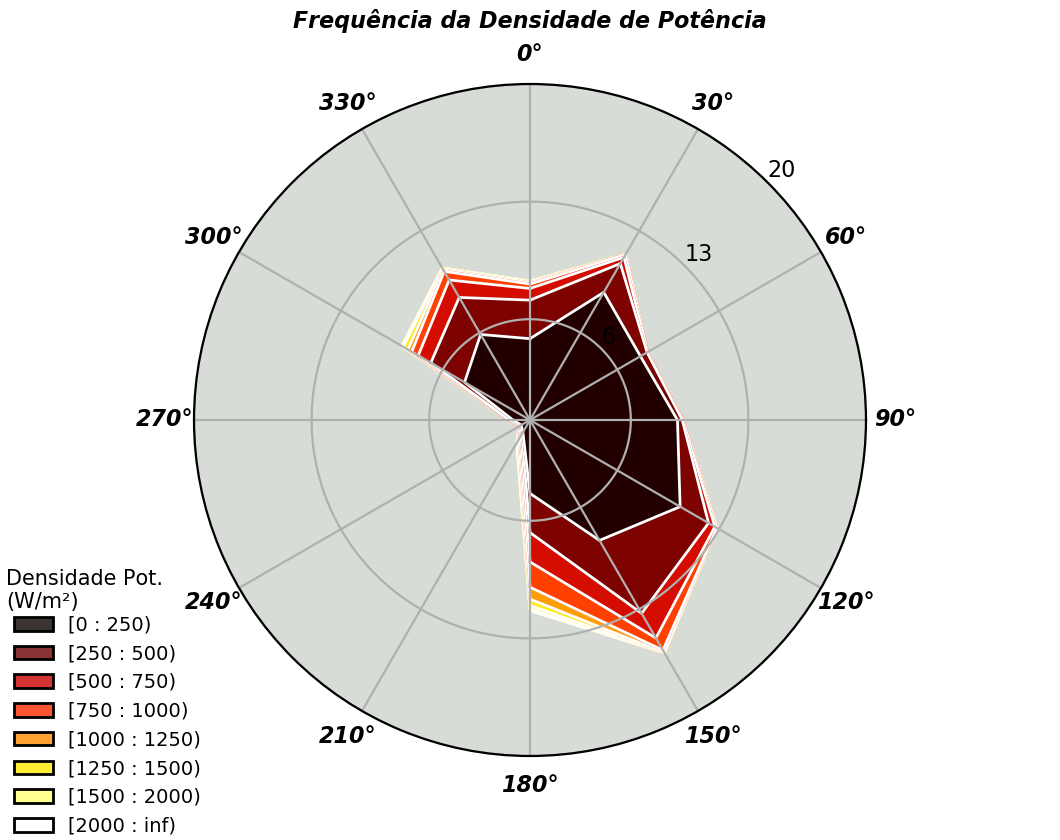 Frequência da Densidade de Potência
0°
330°
30°
20
300°
60°
13
6
270°
90°
240°
120°
210°
150°
180°
Densidade Pot.
(W/m²)
[0 : 250)
[250 : 500)
[500 : 750)
[750 : 1000)
[1000 : 1250)
[1250 : 1500)
[1500 : 2000)
[2000 : inf)